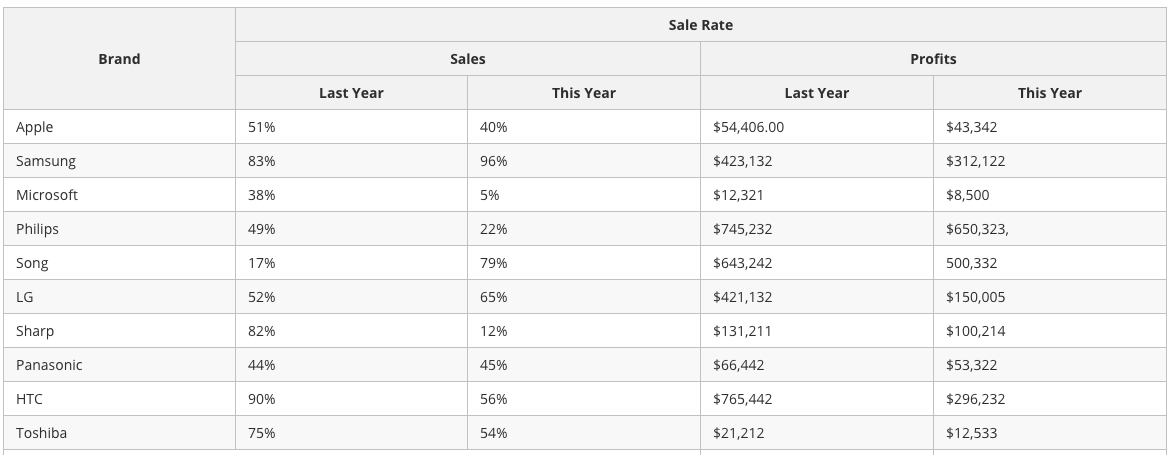 Sale Rate
Brand Sales Profits
Last Year This Year Last Year This Year
Apple 51% 40% $54,406.00 $43,342
Samsung 83% 96% $423,132 $312,122
Microsoft 38% 5% $12,321 $8,500
Philips 49% 22% $745,232 $650,323,
Song 17% 79% $643,242 500,332
LG 52% 65% $421,132 $150,005
Sharp 82% 12% $131,211 $100,214
Panasonic 44% 45% $66,442 $53,322
HTC 90% 56% $765,442 $296,232
Toshiba 75% 54% $21,212 $12,533